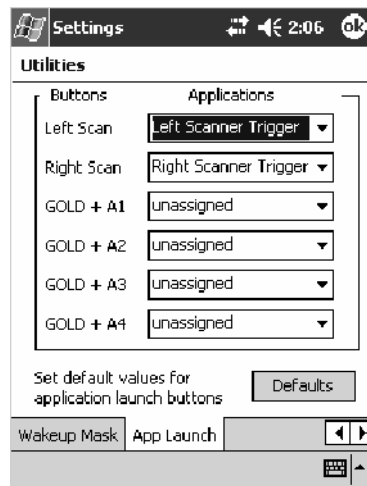 Settings 2:06 ok
Utilities
Buttons Applications
Left Scan Left Scanner Trigger
Right Scan Right Scanner Trigger
GOLD + A1 unassigned
GOLD + A2 unassigned
GOLD + A3 unassigned
GOLD + A4 unassigned
Set default values for
application launch buttons Defaults
Wakeup Mask App Launch